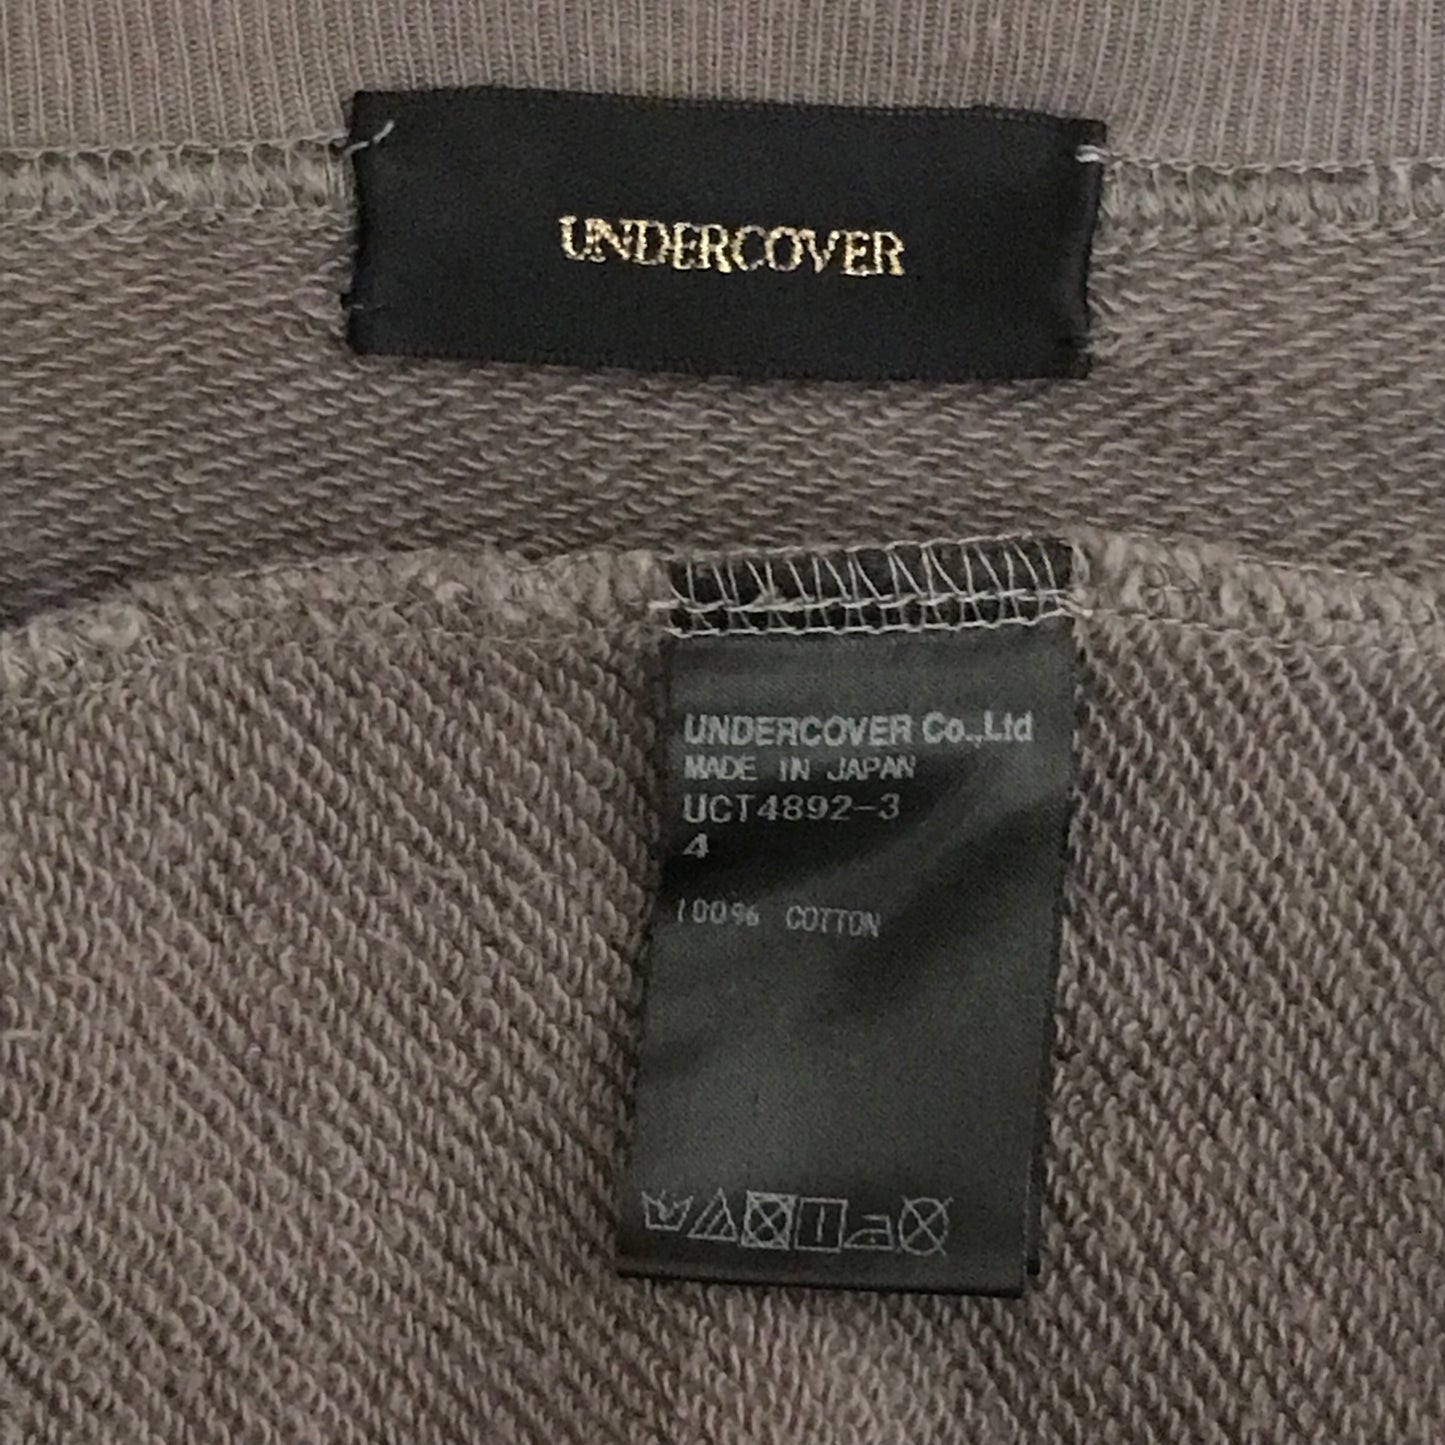 UNDERCOVER
UNDERCOVER Co.,Ltd
MADE IN JAPAN
UCT4892-3
4
100% COTTON